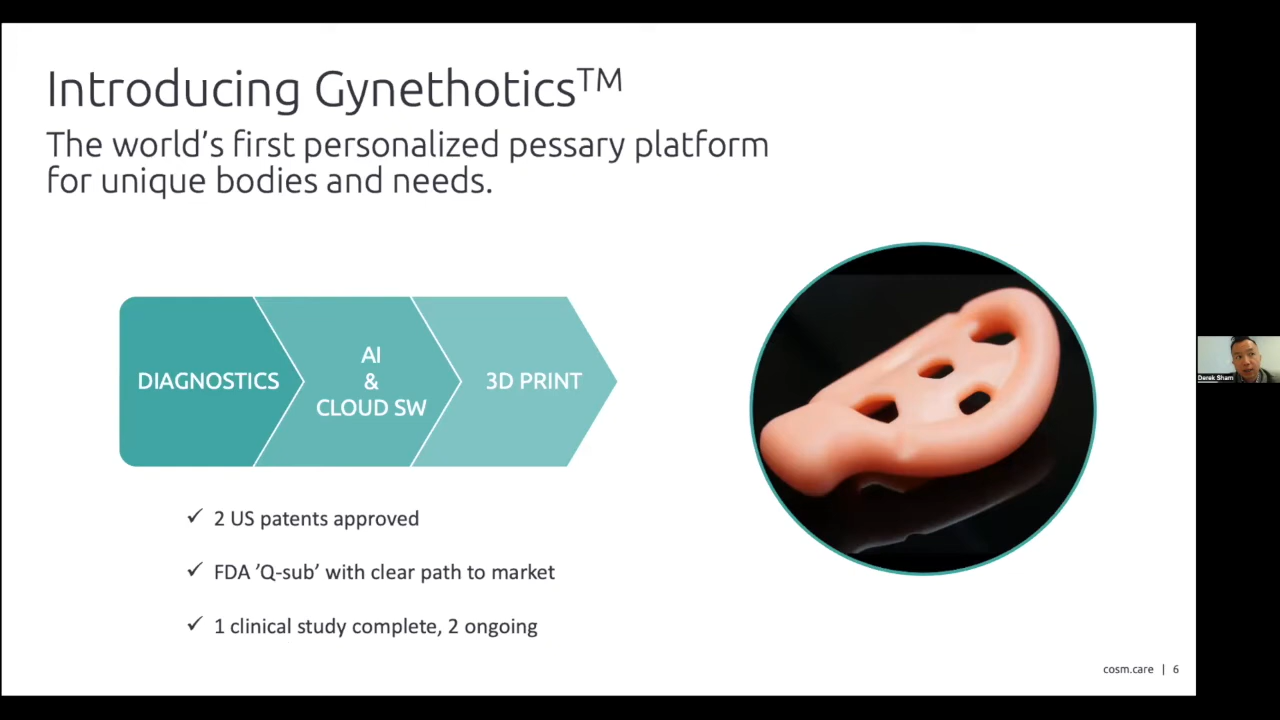 Introducing Gynethotics™
The world's first personalized pessary platform
for unique bodies and needs.
DIAGNOSTICS
AI
&
CLOUD SW
3D PRINT
✓ 2 US patents approved
✓ FDA ’Q-sub’ with clear path to market
✓ 1 clinical study complete, 2 ongoing
Derek Sham
cosm.care | 6